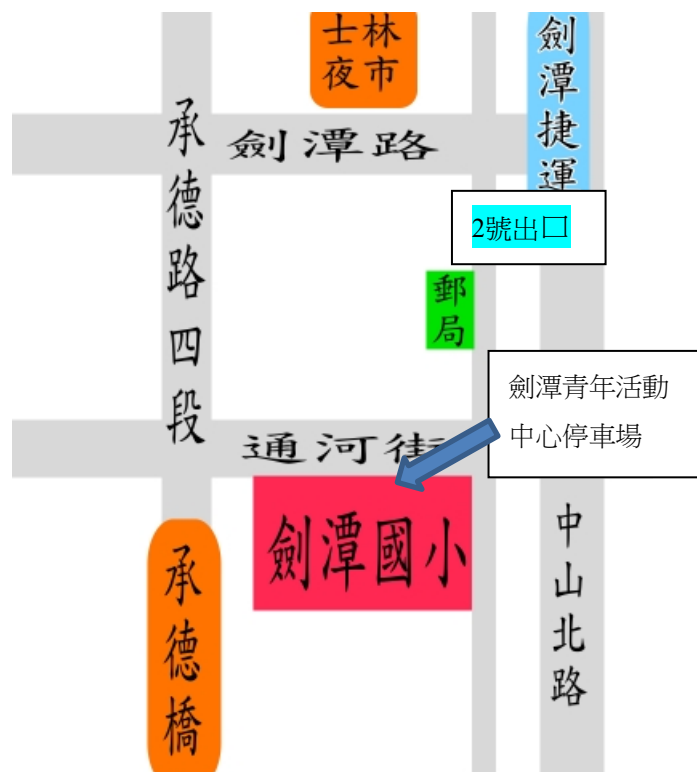 士林
夜市
劍潭捷運
承德路四段
劍潭路
2號出口
郵局
劍潭青年活動
中心停車場
通河街
劍潭國小
中山北路
承德橋